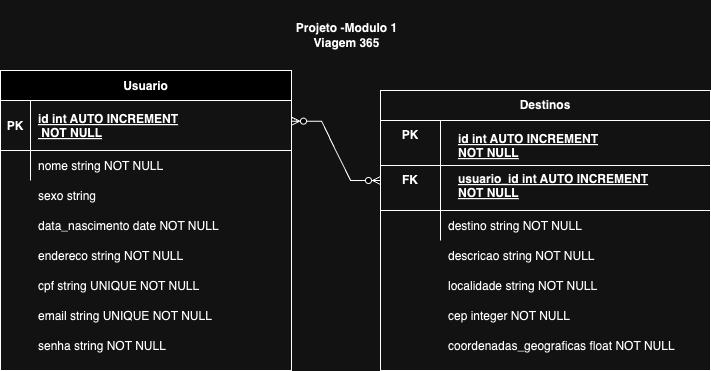 Projeto -Modulo 1
Viagem 365
Usuario
PK
id int AUTO INCREMENT
NOT NULL
nome string NOT NULL
sexo string
data_nascimento date NOT NULL
endereco string NOT NULL
cpf string UNIQUE NOT NULL
email string UNIQUE NOT NULL
senha string NOT NULL
Destinos
PK
id int AUTO INCREMENT
NOT NULL
FK
usuario_id int AUTO INCREMENT
NOT NULL
destino string NOT NULL
descricao string NOT NULL
localidade string NOT NULL
cep integer NOT NULL
coordenadas_geograficas float NOT NULL